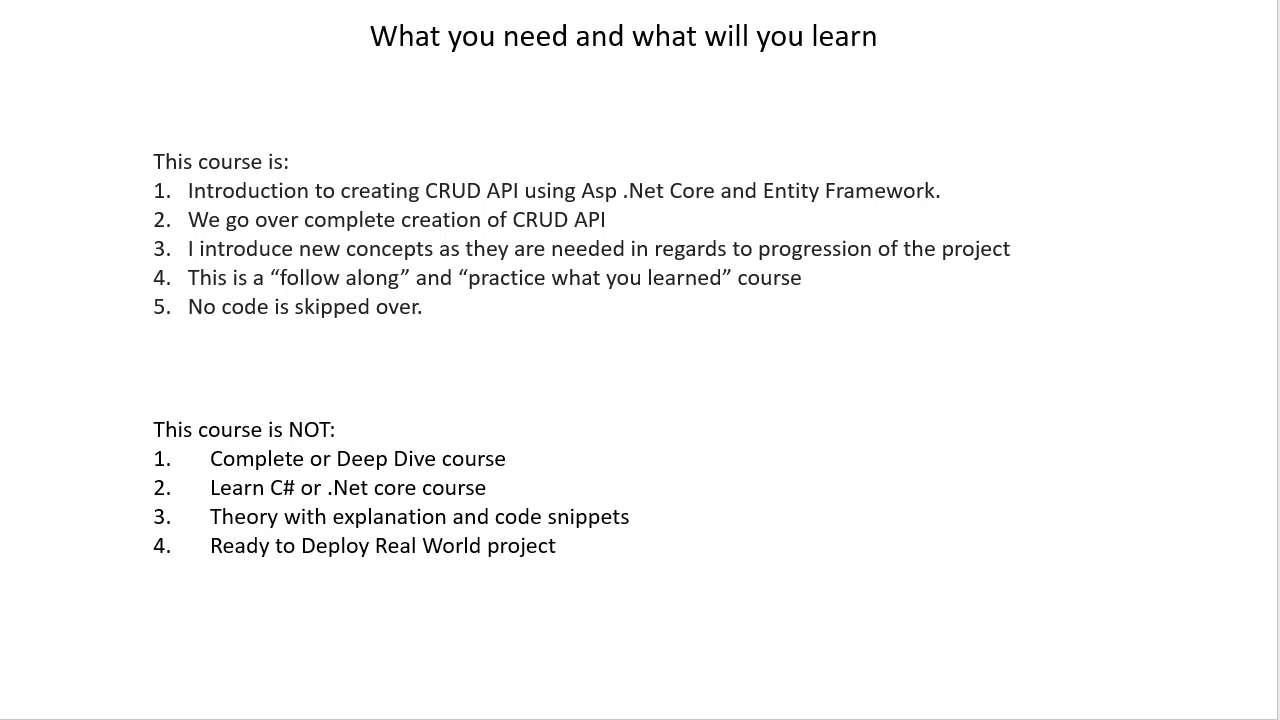 What you need and what will you learn
This course is:
1. Introduction to creating CRUD API using Asp .Net Core and Entity Framework.
2. We go over complete creation of CRUD API
3. I introduce new concepts as they are needed in regards to progression of the project
4. This is a “follow along” and “practice what you learned” course
5. No code is skipped over.
This course is NOT:
1. Complete or Deep Dive course
2. Learn C# or .Net core course
3. Theory with explanation and code snippets
4. Ready to Deploy Real World project